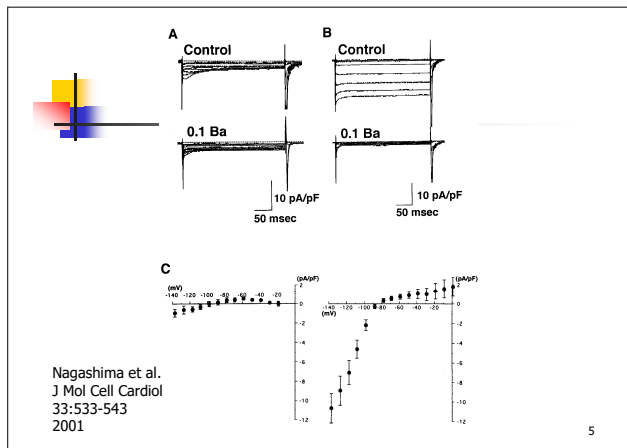 A
B
Control
Control
0.1 Ba
0.1 Ba
10 pA/pF
50 msec
10 pA/pF
50 msec
C
(mV)
-140 -120 -100 -80 -60 -40 -20
(pA/pF)
2
0
-2
-4
-6
-8
-10
-12
(mV)
-140 -120 -100 -80 -60 -40 -20
(pA/pF)
2
0
-2
-4
-6
-8
-10
-12
Nagashima et al.
J Mol Cell Cardiol
33:533-543
2001
5